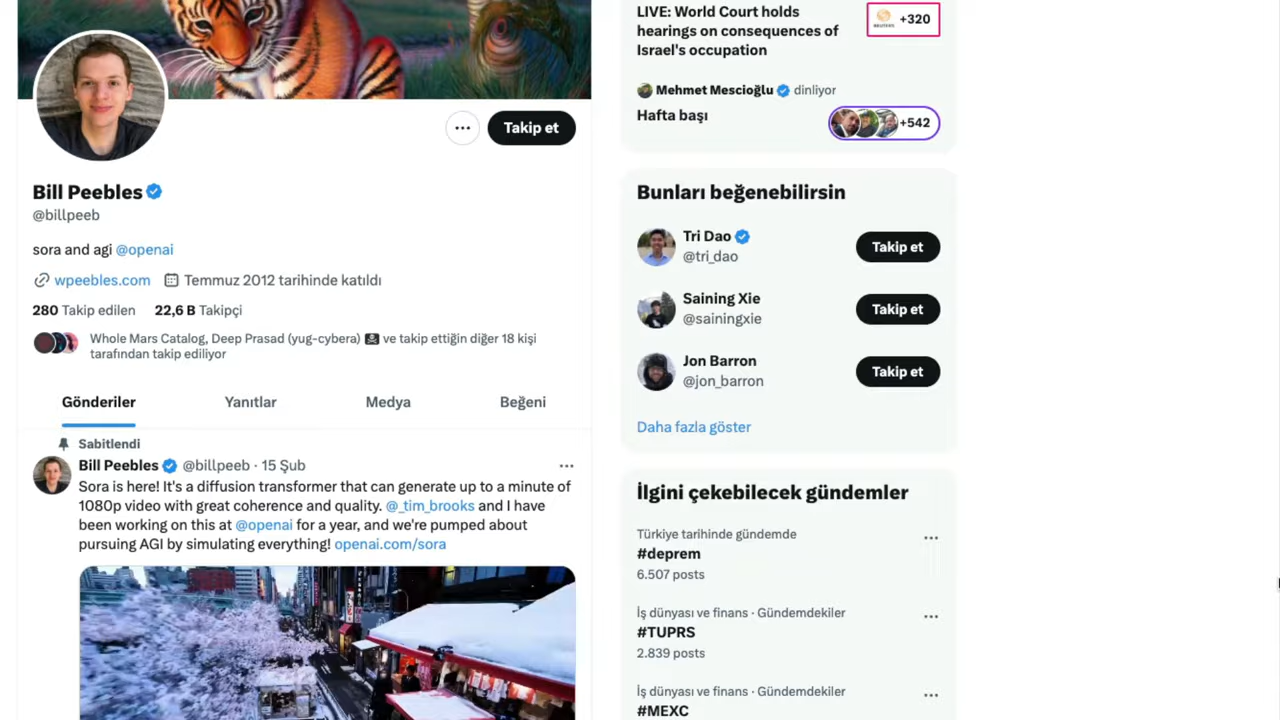 Takip et
Bill Peebles
@billpeeb
sora and agi @openai
wpeebles.com Temmuz 2012 tarihinde katıldı
280 Takip edilen 22,6 B Takipçi
Whole Mars Catalog, Deep Prasad (yug-cybera) ve takip ettiğin diğer 18 kişi
tarafından takip ediliyor
Gönderiler Yanıtlar Medya Beğeni
Sabitlendi
Bill Peebles @billpeeb · 15 Şub
Sora is here! It's a diffusion transformer that can generate up to a minute of
1080p video with great coherence and quality. @_tim_brooks and I have
been working on this at @openai for a year, and we're pumped about
pursuing AGI by simulating everything! openai.com/sora
LIVE: World Court holds
hearings on consequences of
Israel's occupation
REUTERS
+320
Mehmet Mescioğlu dinliyor
Hafta başı
+542
Bunları beğenebilirsin
Tri Dao
@tri_dao
Takip et
Saining Xie
@sainingxie
Takip et
Jon Barron
@jon_barron
Takip et
Daha fazla göster
İlgini çekebilecek gündemler
Türkiye tarihinde gündemde
#deprem
6.507 posts
İş dünyası ve finans · Gündemdekiler
#TUPRS
2.839 posts
İş dünyası ve finans · Gündemdekiler
#MEXC